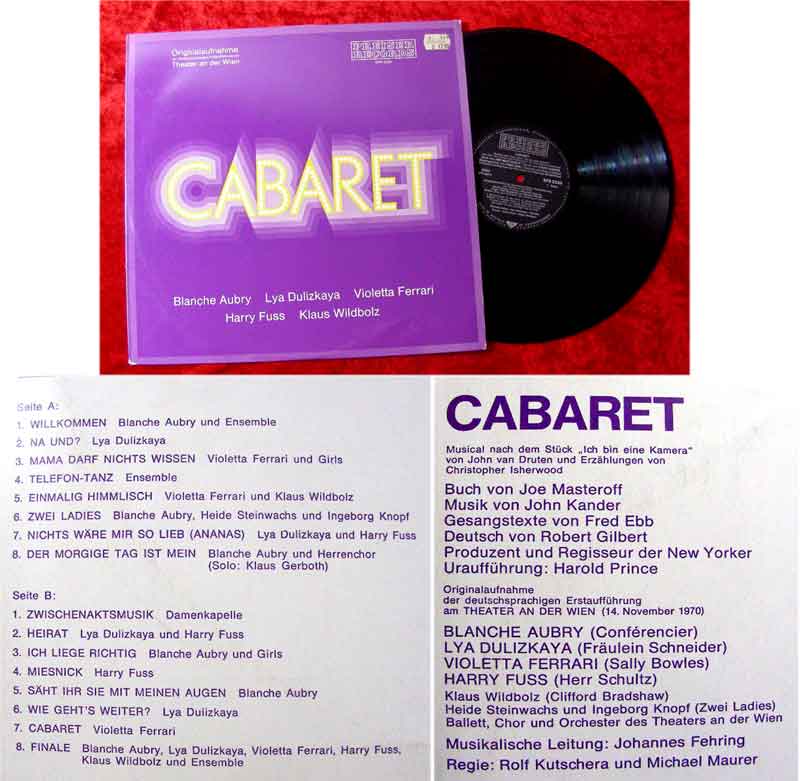 Originalaufnahme
Theater an der Wien
PREISER
RECORDS
CABARET
Blanche Aubry Lya Dulizkaya Violetta Ferrari
Harry Fuss Klaus Wildbolz
PREISER
RECORDS
Seite A:
1. WILLKOMMEN Blanche Aubry und Ensemble
2. NA UND? Lya Dulizkaya
3. MAMA DARF NICHTS WISSEN Violetta Ferrari und Girls
4. TELEFON-TANZ Ensemble
5. EINMALIG HIMMLISCH Violetta Ferrari und Klaus Wildbolz
6. ZWEI LADIES Blanche Aubry, Heide Steinwachs und Ingeborg Knopf
7. NICHTS WÄRE MIR SO LIEB (ANANAS) Lya Dulizkaya und Harry Fuss
8. DER MORGIGE TAG IST MEIN Blanche Aubry und Herrenchor
(Solo: Klaus Gerboth)
Seite B:
1. ZWISCHENAKTSMUSIK Damenkapelle
2. HEIRAT Lya Dulizkaya und Harry Fuss
3. ICH LIEGE RICHTIG Blanche Aubry und Girls
4. MIESNICK Harry Fuss
5. SÄHT IHR SIE MIT MEINEN AUGEN Blanche Aubry
6. WIE GEHT'S WEITER? Lya Dulizkaya
7. CABARET Violetta Ferrari
8. FINALE Blanche Aubry, Lya Dulizkaya, Violetta Ferrari, Harry Fuss,
Klaus Wildbolz und Ensemble
CABARET
Musical nach dem Stück „Ich bin eine Kamera"
von John van Druten und Erzählungen von
Christopher Isherwood
Buch von Joe Masteroff
Musik von John Kander
Gesangstexte von Fred Ebb
Deutsch von Robert Gilbert
Produzent und Regisseur der New Yorker
Uraufführung: Harold Prince
Originalaufnahme
der deutschsprachigen Erstaufführung
am THEATER AN DER WIEN (14. November 1970)
BLANCHE AUBRY (Conférencier)
LYA DULIZKAYA (Fräulein Schneider)
VIOLETTA FERRARI (Sally Bowles)
HARRY FUSS (Herr Schultz)
Klaus Wildbolz (Clifford Bradshaw)
Heide Steinwachs und Ingeborg Knopf (Zwei Ladies)
Ballett, Chor und Orchester des Theaters an der Wien
Musikalische Leitung: Johannes Fehring
Regie: Rolf Kutschera und Michael Maurer